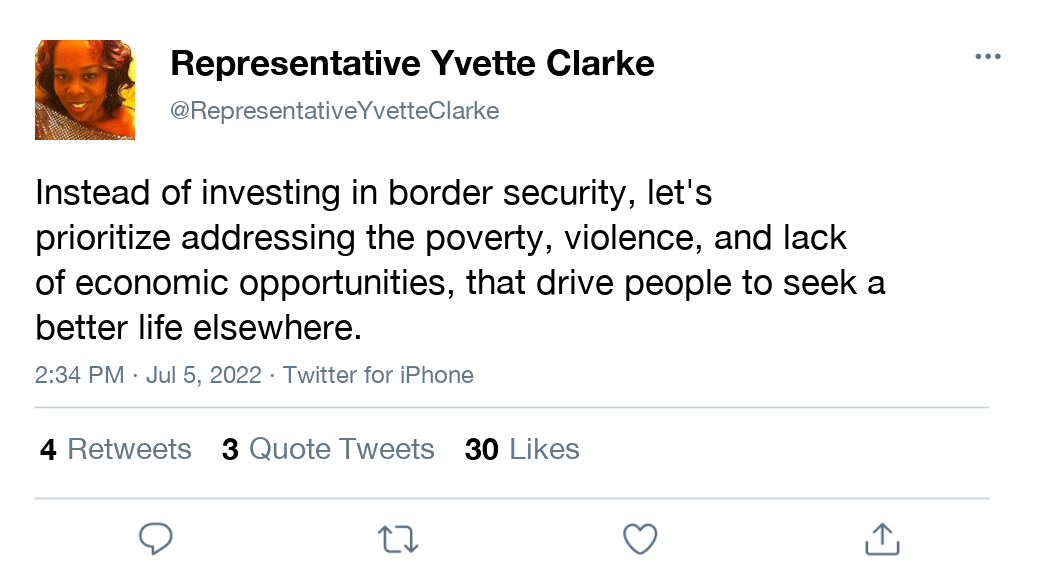 Representative Yvette Clarke
@RepresentativeYvetteClarke
Instead of investing in border security, let's
prioritize addressing the poverty, violence, and lack
of economic opportunities, that drive people to seek a
better life elsewhere.
2:34 PM · Jul 5, 2022 · Twitter for iPhone
4 Retweets 3 Quote Tweets 30 Likes